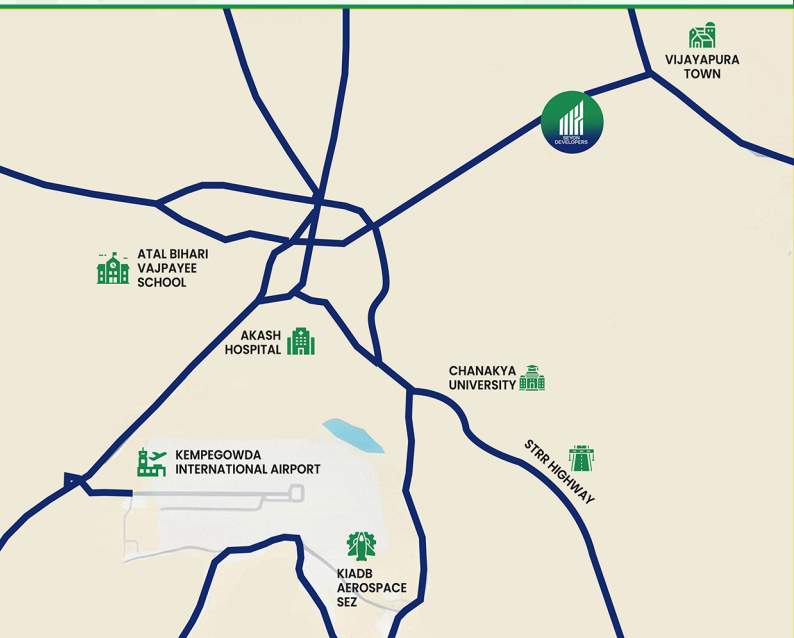 VIJAYAPURA
TOWN
SEYON
DEVELOPERS
ATAL BIHARI
VAJPAYEE
SCHOOL
AKASH
HOSPITAL
CHANAKYA
UNIVERSITY
STRR HIGHWAY
KEMPEGOWDA
INTERNATIONAL AIRPORT
KIADB
AEROSPACE
SEZ